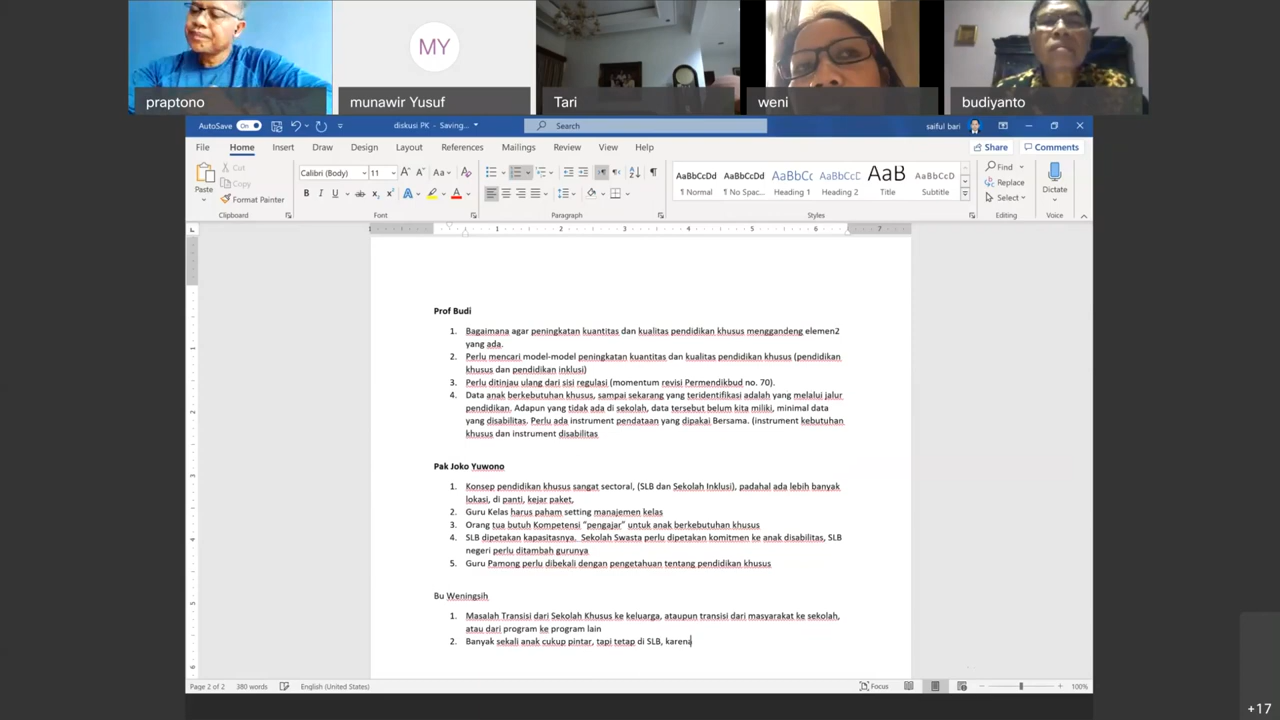 MY
praptono
munawir Yusuf
Tari
weni
budiyanto
AutoSave On
diskusi PK - Saving...
Search
saiful bari
File Home Insert Draw Design Layout References Mailings Review View Help
Share Comments
Paste
Cut
Copy
Format Painter
Clipboard
Calibri (Body) 11
Font
Paragraph
AaBbCcDd AaBbCcDd AaBbCc AaBbCcD AaB AaBbCcD
¶ Normal ¶ No Spac... Heading 1 Heading 2 Title Subtitle
Styles
Find
Replace
Select
Editing
Dictate
Voice
1 1 2 3 4 5 6 7
Prof Budi
1. Bagaimana agar peningkatan kuantitas dan kualitas pendidikan khusus menggandeng elemen2
yang ada.
2. Perlu mencari model-model peningkatan kuantitas dan kualitas pendidikan khusus (pendidikan
khusus dan pendidikan inklusi)
3. Perlu ditinjau ulang dari sisi regulasi (momentum revisi Permendikbud no. 70).
4. Data anak berkebutuhan khusus, sampai sekarang yang teridentifikasi adalah yang melalui jalur
pendidikan. Adapun yang tidak ada di sekolah, data tersebut belum kita miliki, minimal data
yang disabilitas. Perlu ada instrument pendataan yang dipakai Bersama. (instrument kebutuhan
khusus dan instrument disabilitas
Pak Joko Yuwono
1. Konsep pendidikan khusus sangat sectoral, (SLB dan Sekolah Inklusi), padahal ada lebih banyak
lokasi, di panti, kejar paket,
2. Guru Kelas harus paham setting manajemen kelas
3. Orang tua butuh Kompetensi “pengajar” untuk anak berkebutuhan khusus
4. SLB dipetakan kapasitasnya. Sekolah Swasta perlu dipetakan komitmen ke anak disabilitas, SLB
negeri perlu ditambah gurunya
5. Guru Pamong perlu dibekali dengan pengetahuan tentang pendidikan khusus
Bu Weningsih
1. Masalah Transisi dari Sekolah Khusus ke keluarga, ataupun transisi dari masyarakat ke sekolah,
atau dari program ke program lain
2. Banyak sekali anak cukup pintar, tapi tetap di SLB, karena
Page 2 of 2 380 words English (United States) Focus 100%
+17